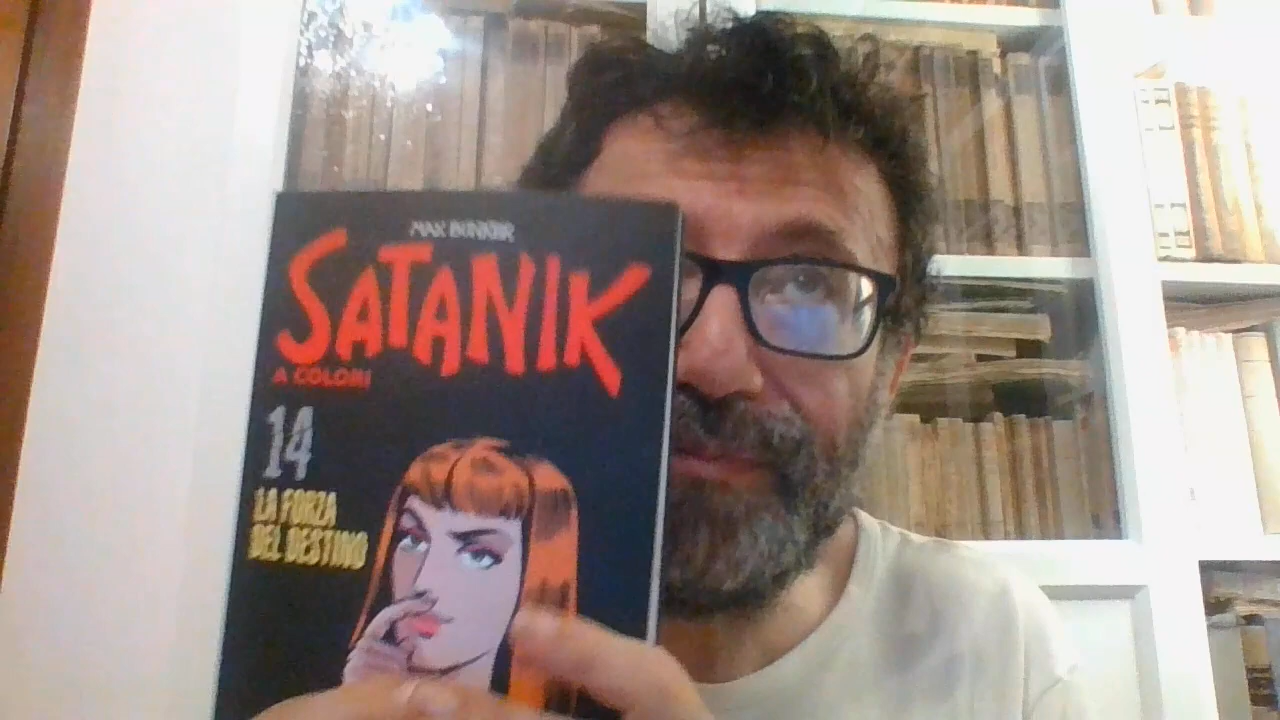 MAX BUNKER
SATANIK
A COLORI
14
LA FORZA
DEL DESTINO